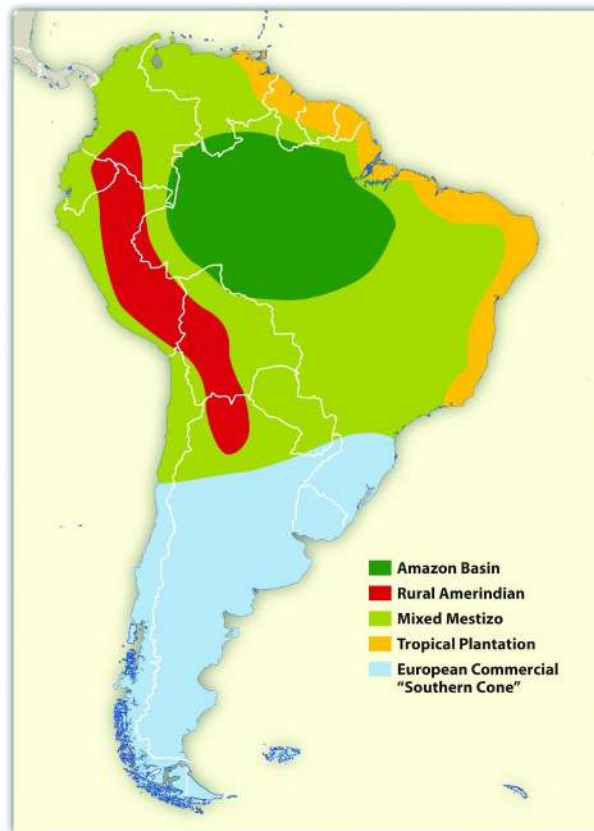 Amazon Basin
Rural Amerindian
Mixed Mestizo
Tropical Plantation
European Commercial
"Southern Cone"